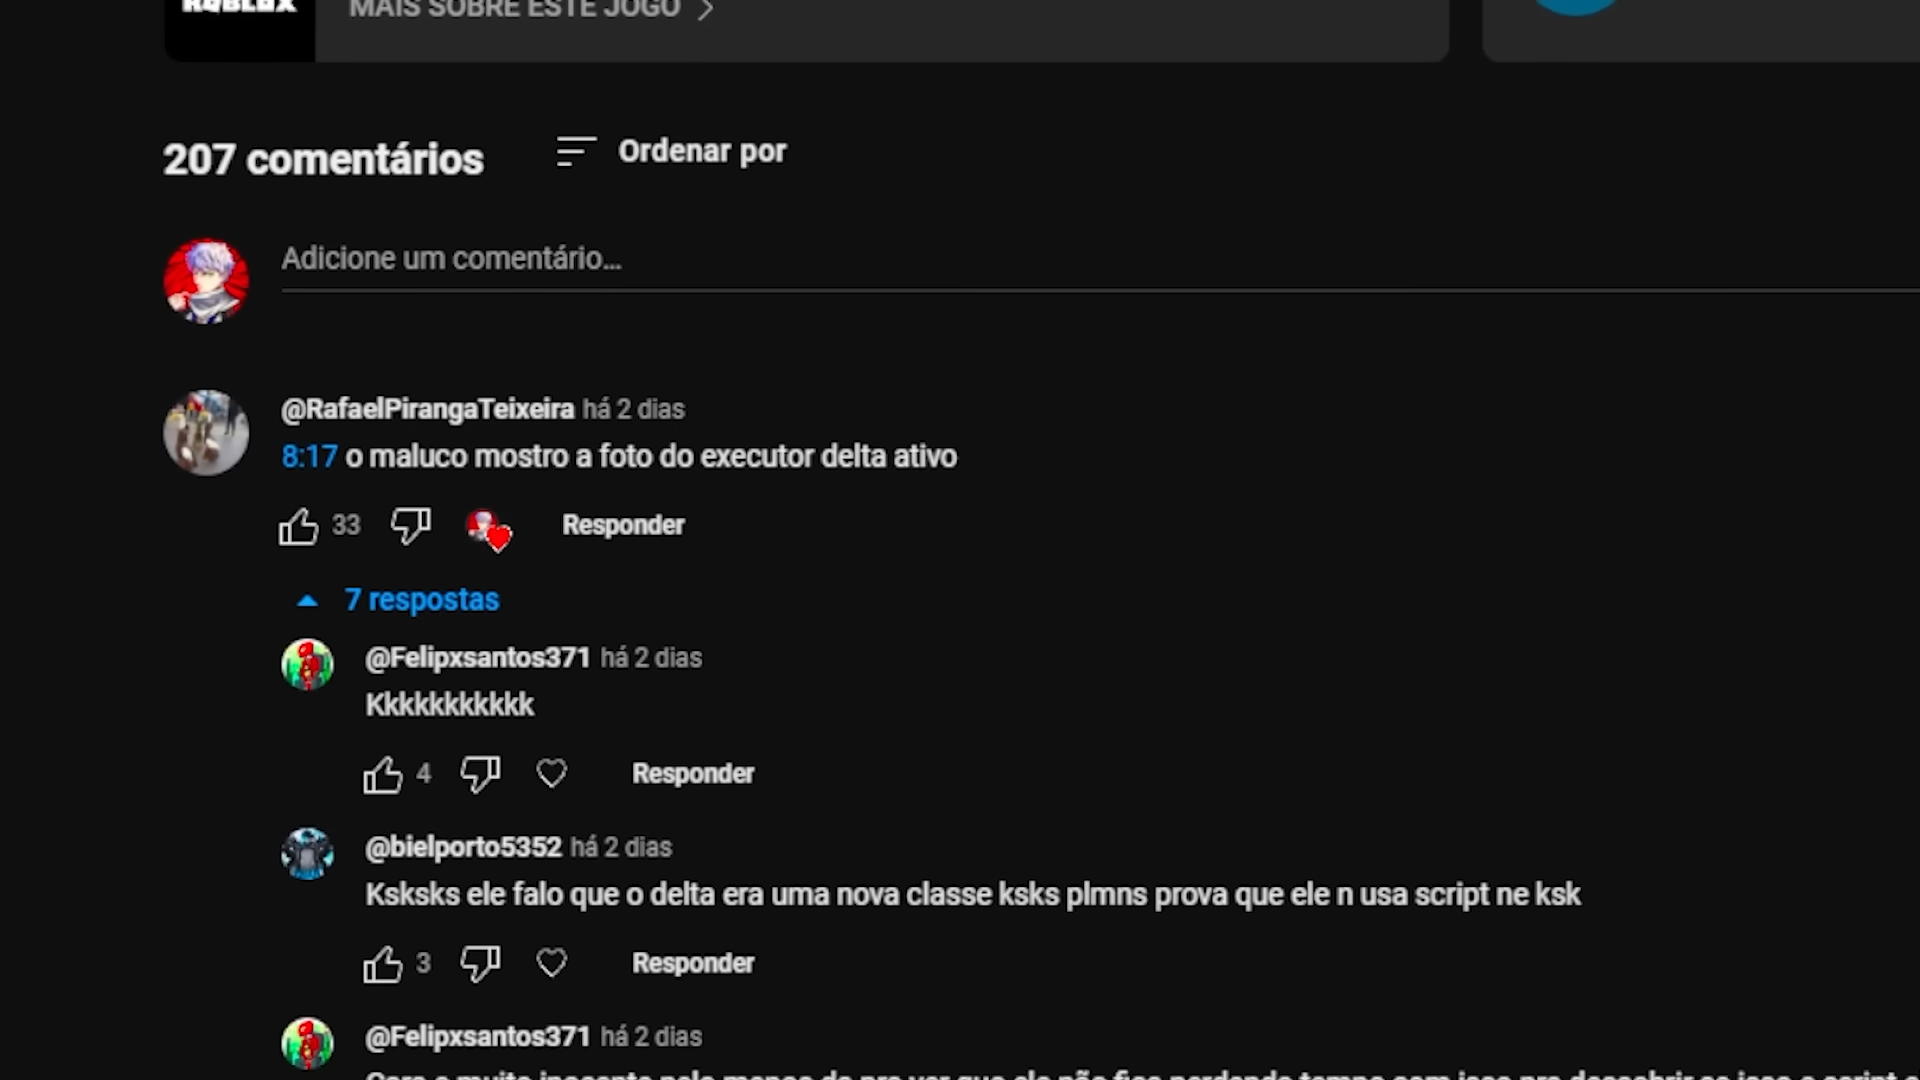 ROBLOX
MAIS SOBRE ESTE JOGO
207 comentários
Ordenar por
Adicione um comentário...
@RafaelPirangaTeixeira há 2 dias
8:17 o maluco mostro a foto do executor delta ativo
33
Responder
7 respostas
@Felipxsantos371 há 2 dias
Kkkkkkkkkkk
4
Responder
@bielporto5352 há 2 dias
Ksksks ele falo que o delta era uma nova classe ksks plmns prova que ele n usa script ne ksk
3
Responder
@Felipxsantos371 há 2 dias